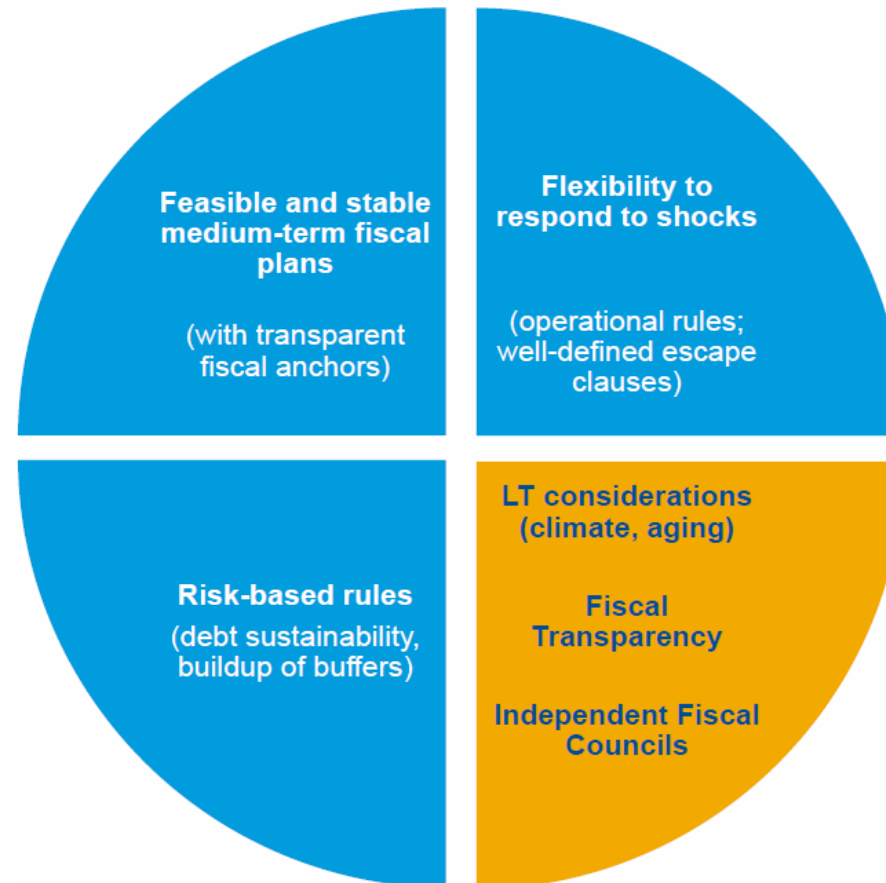 Feasible and stable
medium-term fiscal
plans
(with transparent
fiscal anchors)
Flexibility to
respond to shocks
(operational rules;
well-defined escape
clauses)
Risk-based rules
(debt sustainability,
buildup of buffers)
LT considerations
(climate, aging)
Fiscal
Transparency
Independent Fiscal
Councils